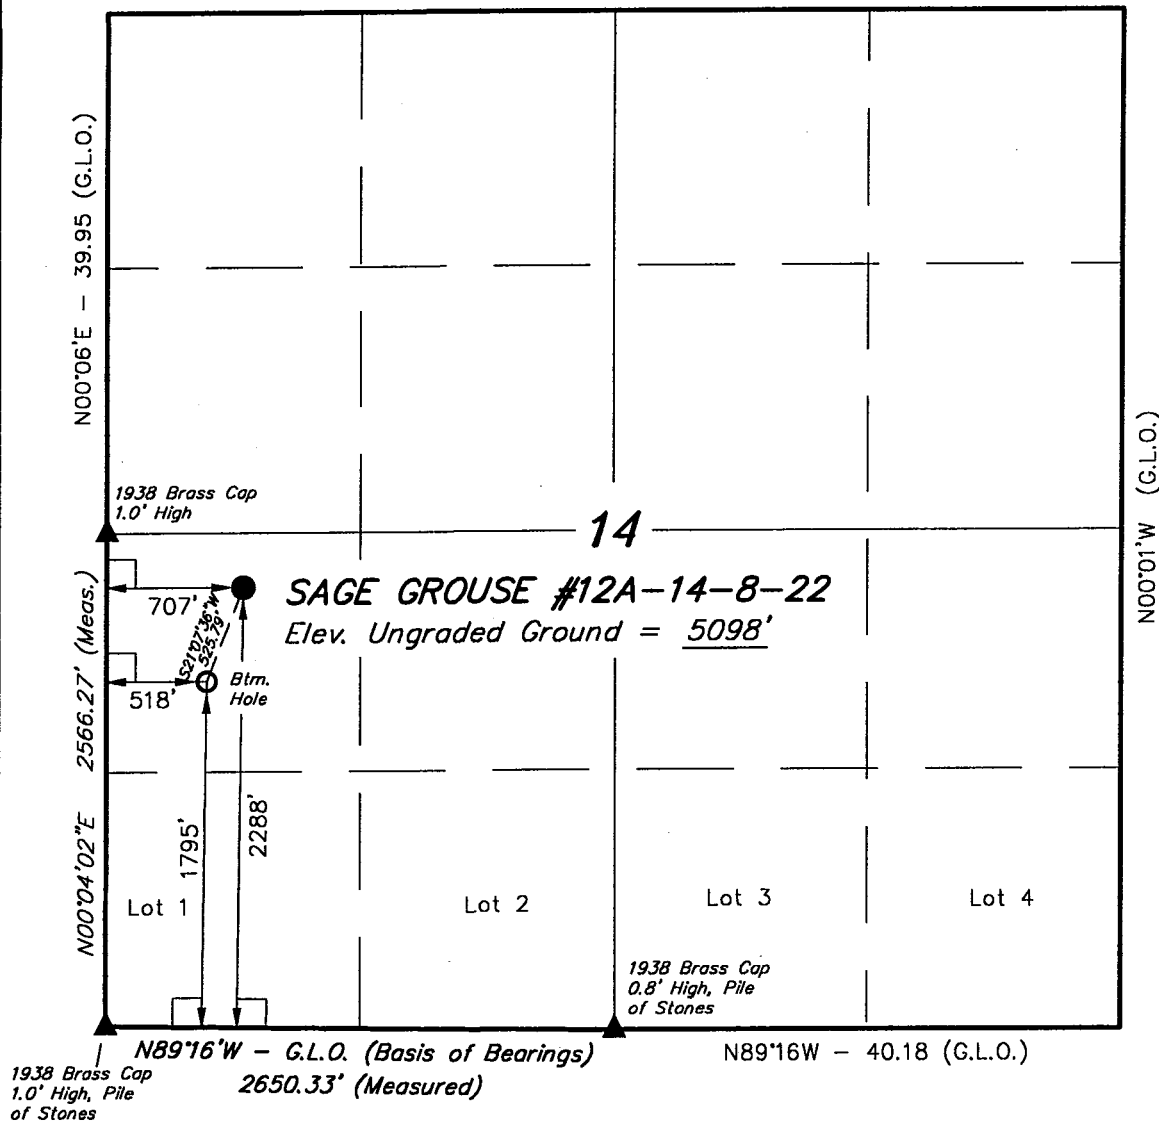 N00°06'E - 39.95 (G.L.O.)
1938 Brass Cap
1.0' High
14
N00°01'W (G.L.O.)
SAGE GROUSE #12A-14-8-22
Elev. Ungraded Ground = 5098'
707'
S21°07'36"W
525.79'
518'
Btm.
Hole
N00°04'02"E 2566.27' (Meas.)
1795'
2288'
Lot 1
Lot 2
Lot 3
Lot 4
1938 Brass Cap
0.8' High, Pile
of Stones
N89°16'W - G.L.O. (Basis of Bearings)
2650.33' (Measured)
N89°16W - 40.18 (G.L.O.)
1938 Brass Cap
1.0' High, Pile
of Stones